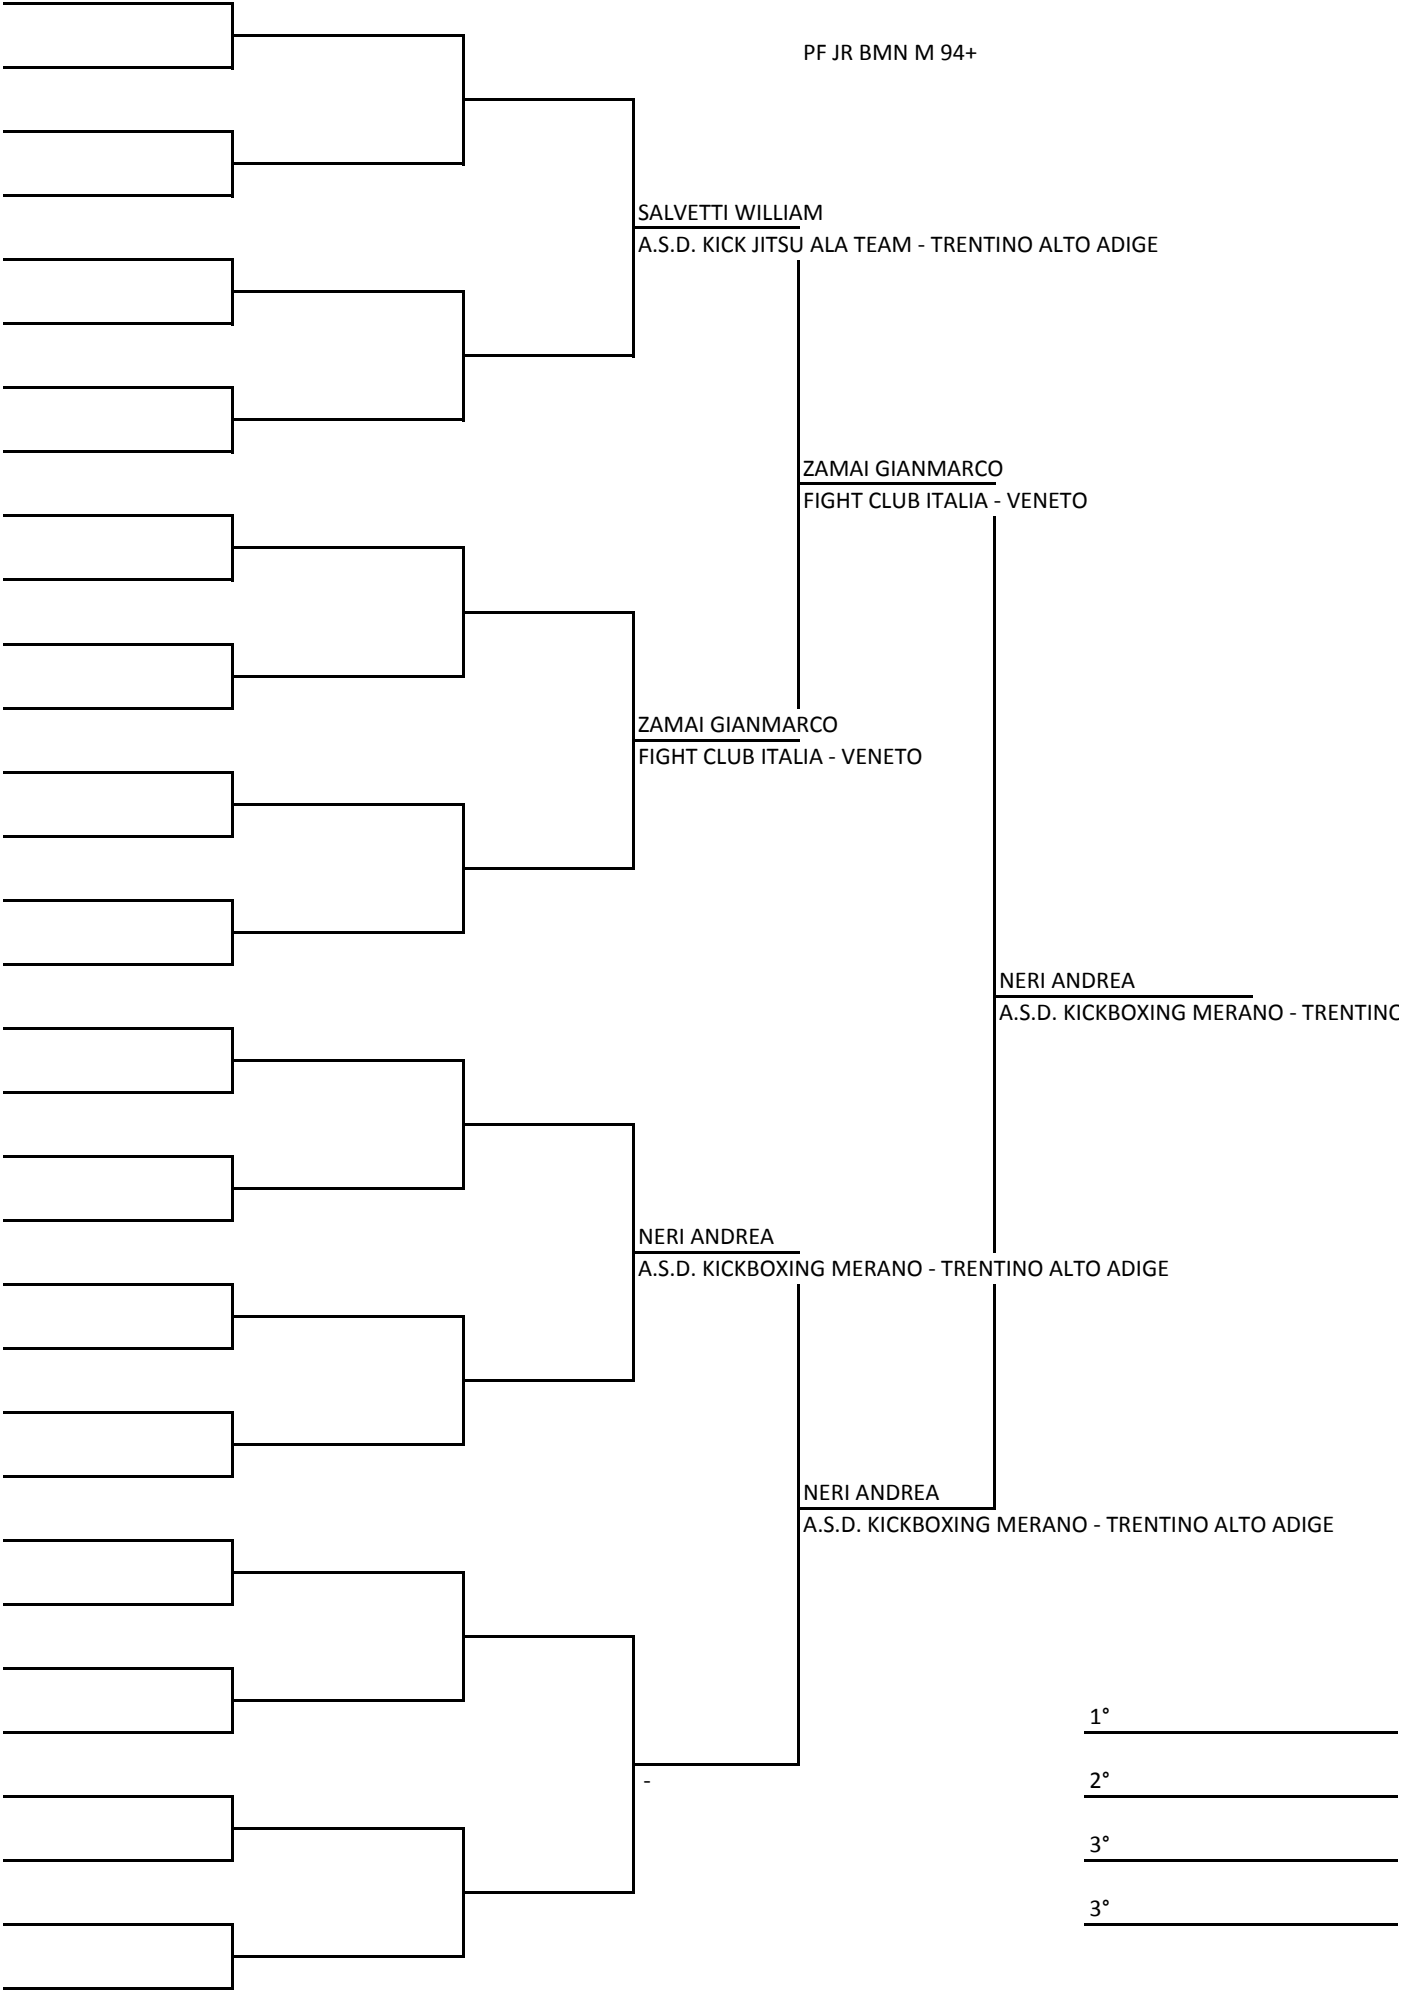 PF JR BMN M 94+
SALVETTI WILLIAM
A.S.D. KICK JITSU ALA TEAM - TRENTINO ALTO ADIGE
ZAMAI GIANMARCO
FIGHT CLUB ITALIA - VENETO
ZAMAI GIANMARCO
FIGHT CLUB ITALIA - VENETO
NERI ANDREA
A.S.D. KICKBOXING MERANO - TRENTINO
NERI ANDREA
A.S.D. KICKBOXING MERANO - TRENTINO ALTO ADIGE
NERI ANDREA
A.S.D. KICKBOXING MERANO - TRENTINO ALTO ADIGE
1°
-
2°
3°
3°